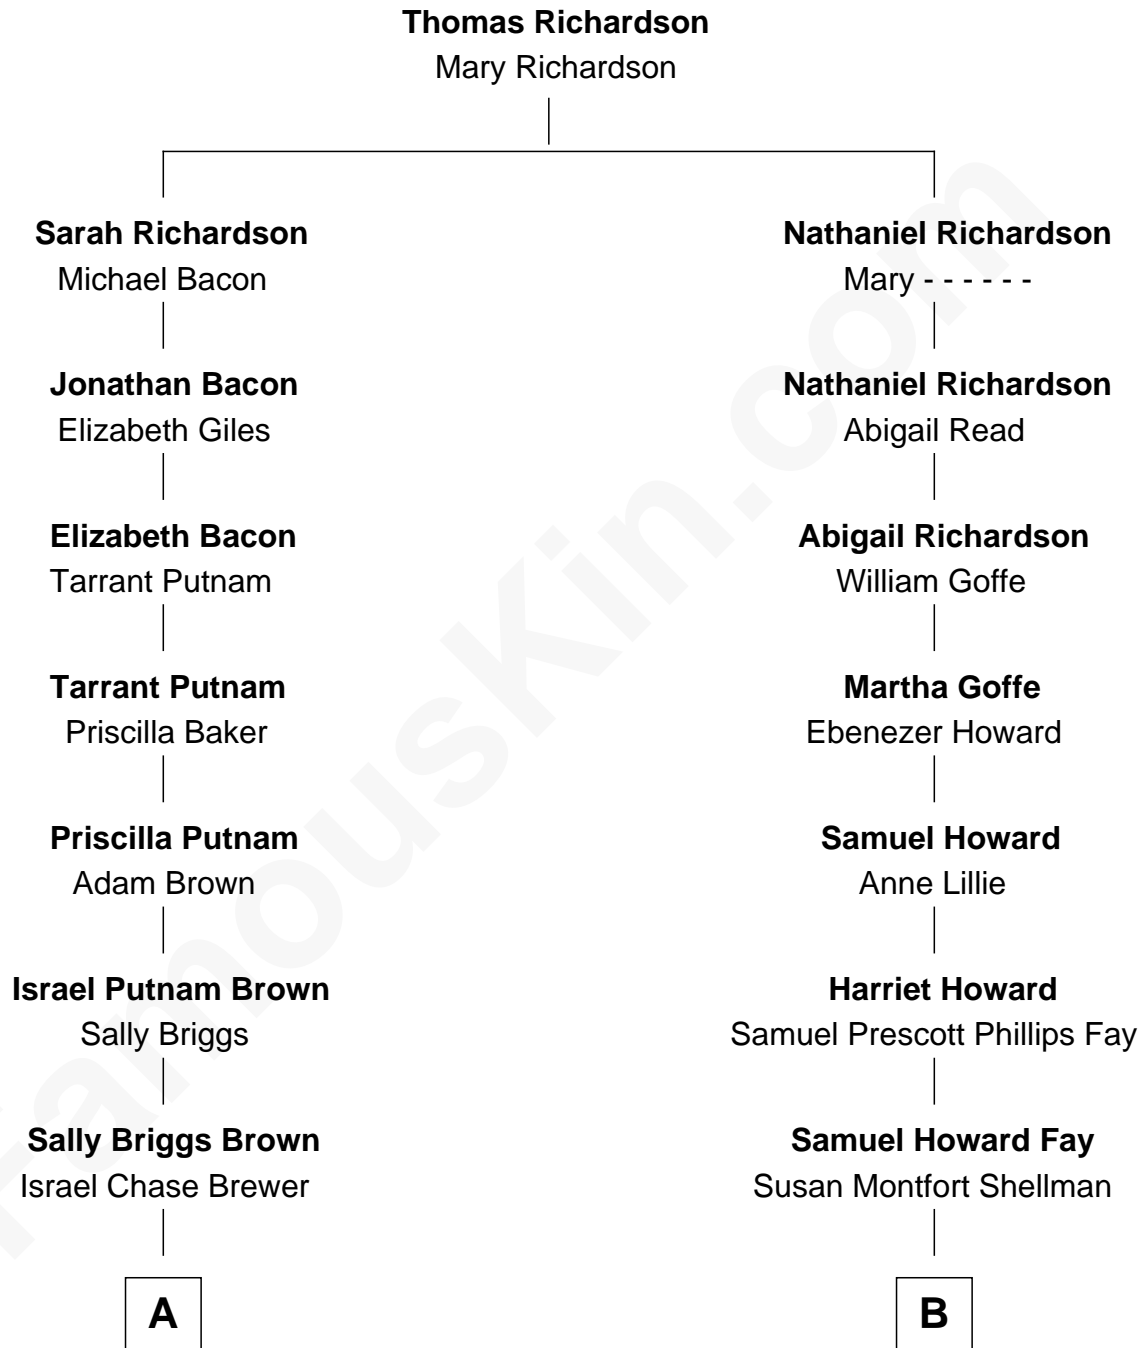 Thomas Richardson
Mary Richardson
Sarah Richardson
Michael Bacon
Nathaniel Richardson
Mary - - - - - -
Jonathan Bacon
Elizabeth Giles
Nathaniel Richardson
Abigail Read
Elizabeth Bacon
Tarrant Putnam
Abigail Richardson
William Goffe
Tarrant Putnam
Priscilla Baker
Martha Goffe
Ebenezer Howard
Priscilla Putnam
Adam Brown
Samuel Howard
Anne Lillie
Israel Putnam Brown
Sally Briggs
Harriet Howard
Samuel Prescott Phillips Fay
Sally Briggs Brown
Israel Chase Brewer
Samuel Howard Fay
Susan Montfort Shellman
A
B
FamousKin.com